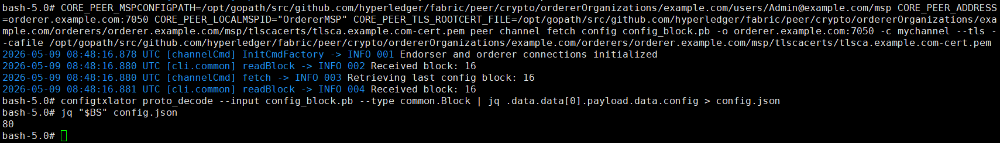 bash-5.0# CORE_PEER_MSPCONFIGPATH=/opt/gopath/src/github.com/hyperledger/fabric/peer/crypto/ordererOrganizations/example.com/users/Admin@example.com/msp CORE_PEER_ADDRESS
=orderer.example.com:7050 CORE_PEER_LOCALMSPID="OrdererMSP" CORE_PEER_TLS_ROOTCERT_FILE=/opt/gopath/src/github.com/hyperledger/fabric/peer/crypto/ordererOrganizations/exa
mple.com/orderers/orderer.example.com/msp/tlscacerts/tlsca.example.com-cert.pem peer channel fetch config config_block.pb -o orderer.example.com:7050 -c mychannel --tls -
-cafile /opt/gopath/src/github.com/hyperledger/fabric/peer/crypto/ordererOrganizations/example.com/orderers/orderer.example.com/msp/tlscacerts/tlsca.example.com-cert.pem
2026-05-09 08:48:16.878 UTC [channelCmd] InitCmdFactory -> INFO 001 Endorser and orderer connections initialized
2026-05-09 08:48:16.880 UTC [cli.common] readBlock -> INFO 002 Received block: 16
2026-05-09 08:48:16.880 UTC [channelCmd] fetch -> INFO 003 Retrieving last config block: 16
2026-05-09 08:48:16.881 UTC [cli.common] readBlock -> INFO 004 Received block: 16
bash-5.0# configtxlator proto_decode --input config_block.pb --type common.Block | jq .data.data[0].payload.data.config > config.json
bash-5.0# jq "$BS" config.json
80
bash-5.0#